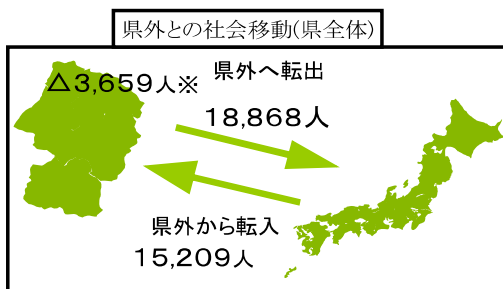 県外との社会移動(県全体)
△3,659人※
県外へ転出
18,868人
県外から転入
15,209人